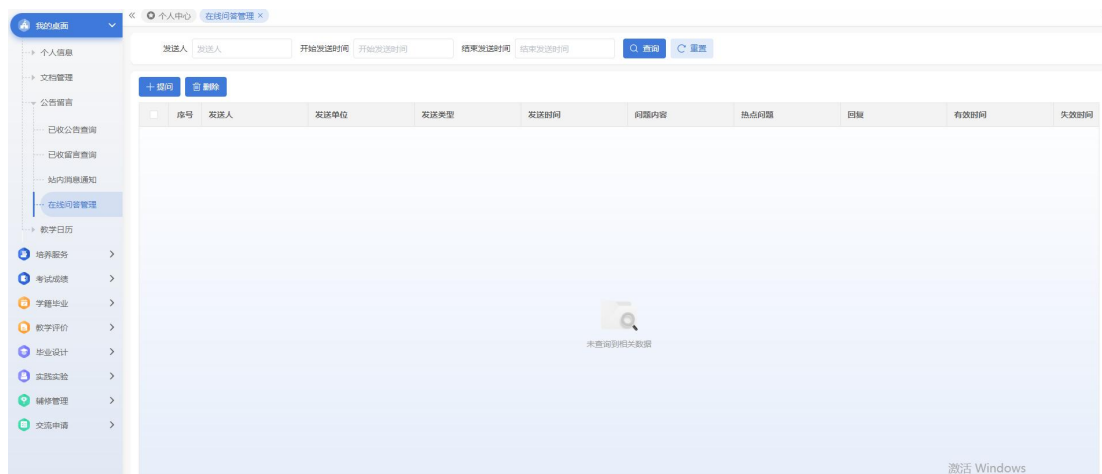 我的桌面
个人信息
文档管理
公告留言
已收公告查询
已收留言查询
站内消息通知
在线问答管理
教学日历
培养服务
考试成绩
学籍毕业
教学评价
毕业设计
实践实验
辅修管理
交流申请
个人中心 在线问答管理 ×
发送人 发送人 开始发送时间 开始发送时间 结束发送时间 结束发送时间 查询 重置
提问 删除
序号 发送人 发送单位 发送类型 发送时间 问题内容 热点问题 回复 有效时间 失效时间
未查询到相关数据
激活 Windows